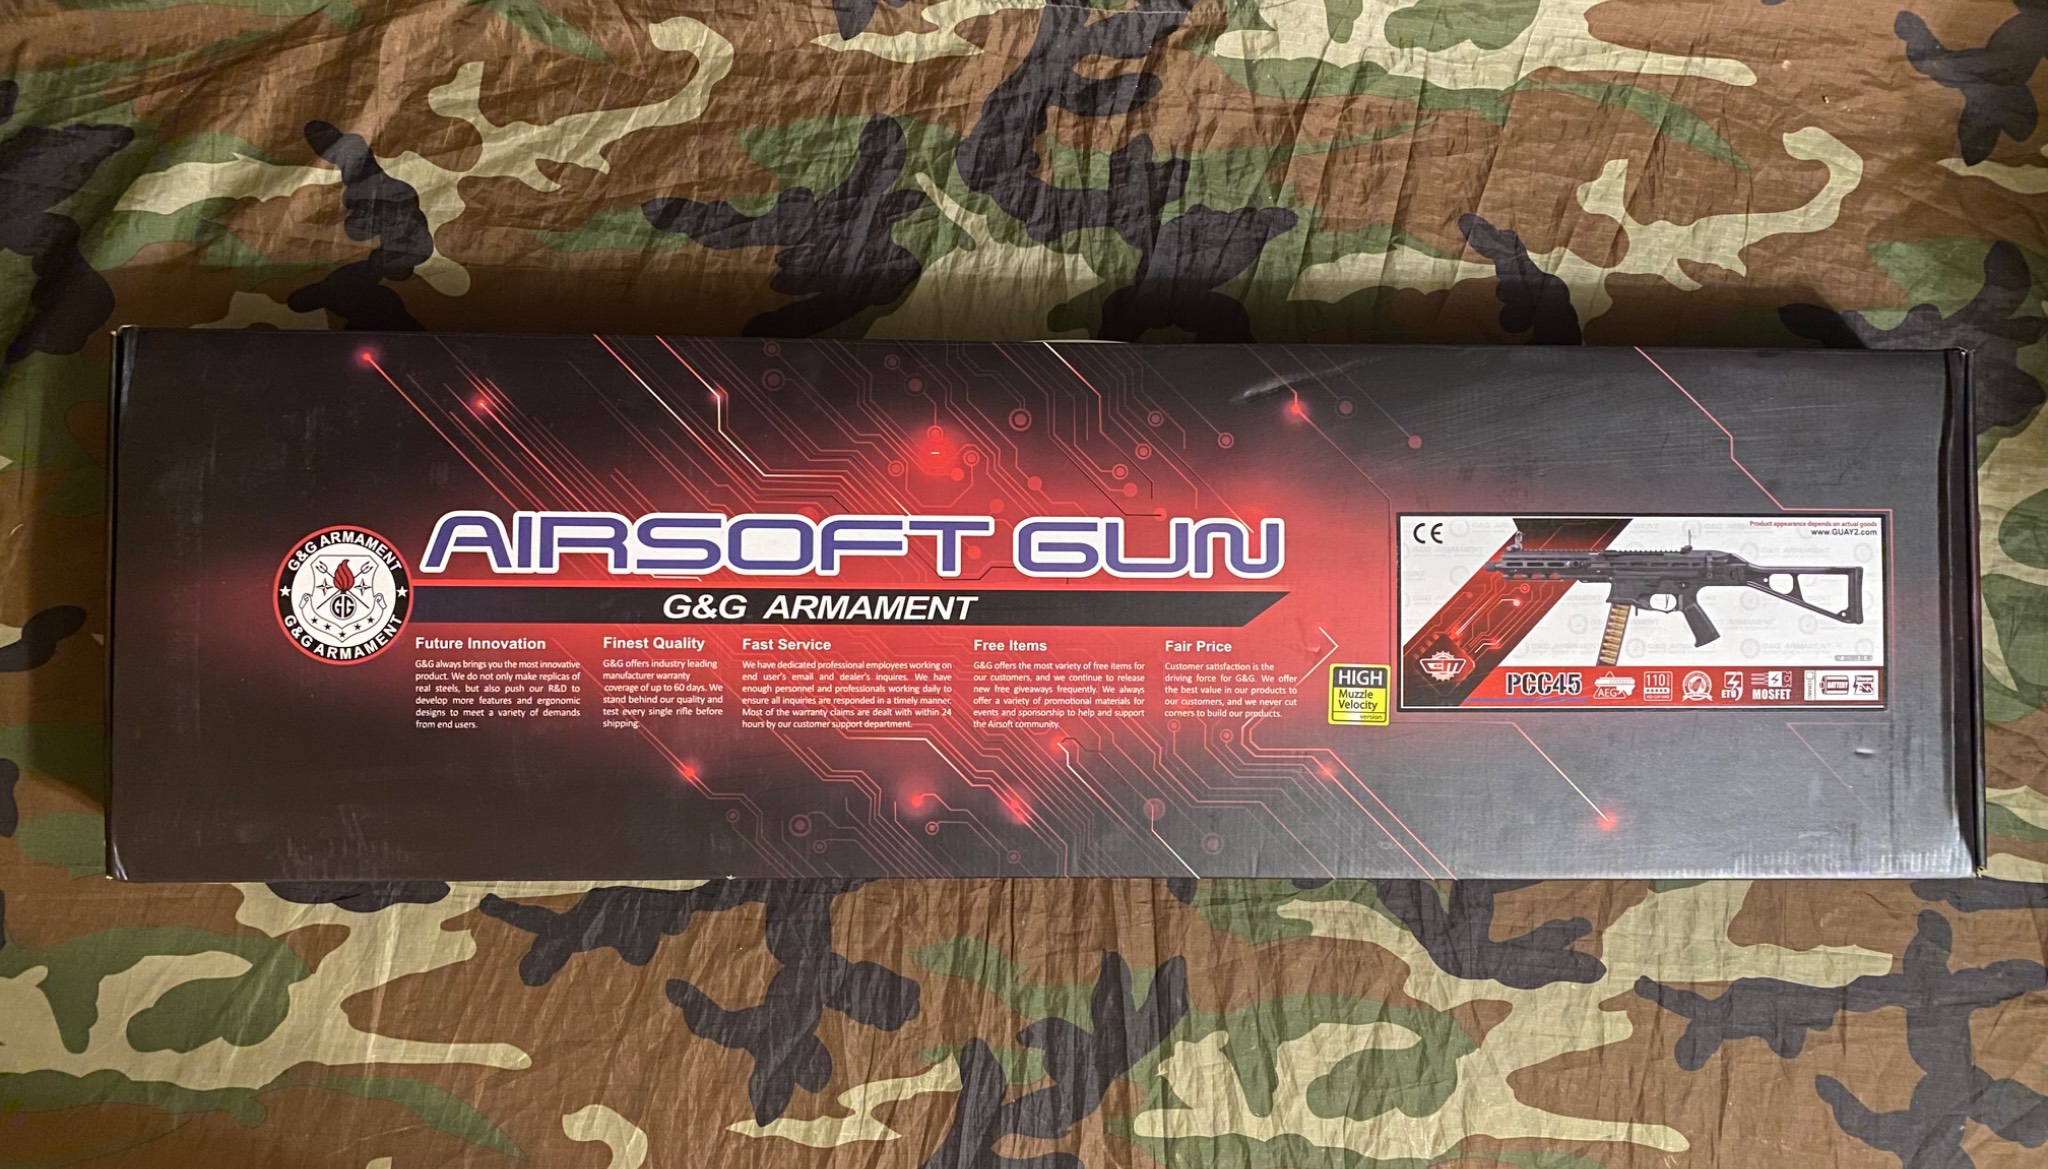 AIRSOFT GUN
G&G ARMAMENT
G&G ARMAMENT
GG
G&G ARMAMENT
Future Innovation
G&G always brings you the most innovative
product. We do not only make replicas of
real steels, but also push our R&D to
develop more features and ergonomic
designs to meet a variety of demands
from end users.
Finest Quality
G&G offers industry leading
manufacturer warranty
coverage of up to 60 days. We
stand behind our quality and
test every single rifle before
shipping.
Fast Service
We have dedicated professional employees working on
end user's email and dealer's inquires. We have
enough personnel and professionals working daily to
ensure all inquiries are responded in a timely manner.
Most of the warranty claims are dealt with within 24
hours by our customer support department.
Free Items
G&G offers the most variety of free items for
our customers, and we continue to release
new free giveaways frequently. We always
offer a variety of promotional materials for
events and sponsorship to help and support
the Airsoft community.
Fair Price
Customer satisfaction is the
driving force for G&G. We offer
the best value in our products to
our customers, and we never cut
corners to build our products.
HIGH
Muzzle
Velocity
version
CE
Product appearance depends on actual goods
www.GUAY2.com
PCC45
AEG
110
ETU
MOSFET
BATTERY